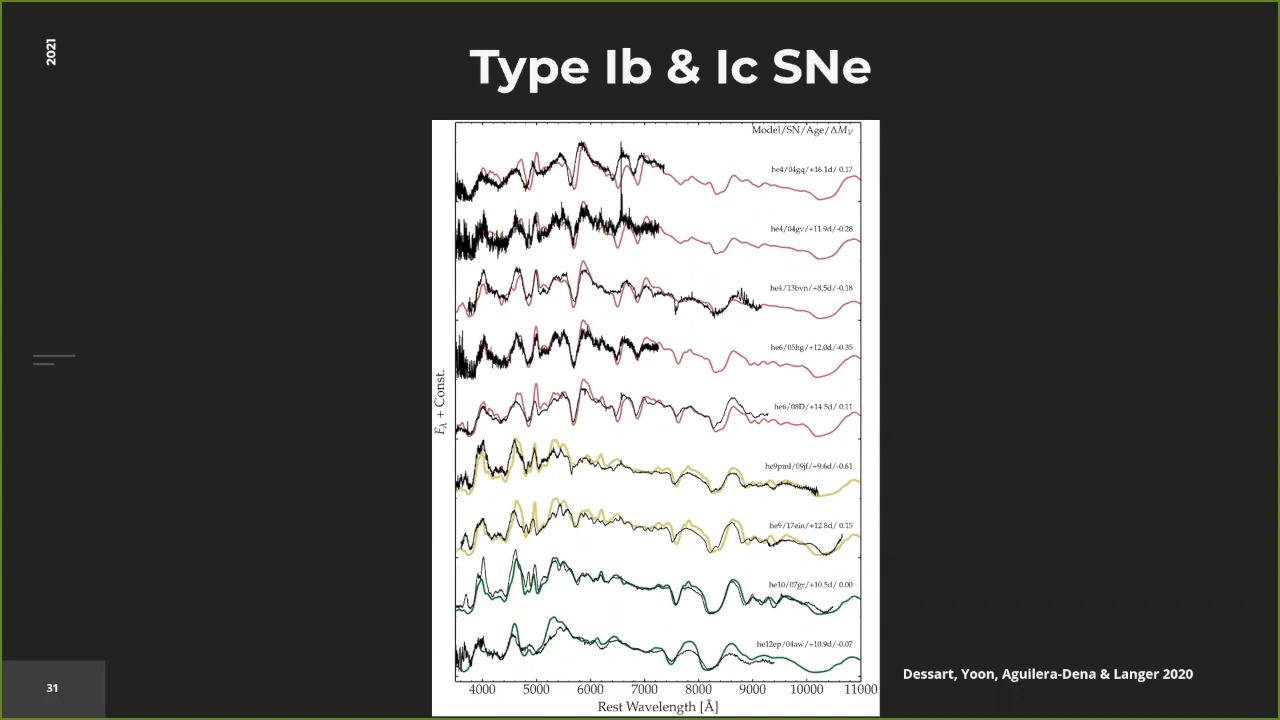 2021
Type Ib & Ic SNe
Model/SN/Age/ΔM_V
he4/04gq/+16.1d/ 0.17
he4/04gv/+11.9d/-0.28
he4/13bvn/+8.5d/-0.18
he6/05hg/+12.0d/-0.35
he6/08D/+14.5d/ 0.11
he9pml/09jf/+9.6d/-0.61
he9/17ein/+12.8d/ 0.15
he10/07gr/+10.5d/ 0.00
he12ep/04aw/+10.9d/-0.07
F_λ + Const.
4000 5000 6000 7000 8000 9000 10000 11000
Rest Wavelength [Å]
Dessart, Yoon, Aguilera-Dena & Langer 2020
31